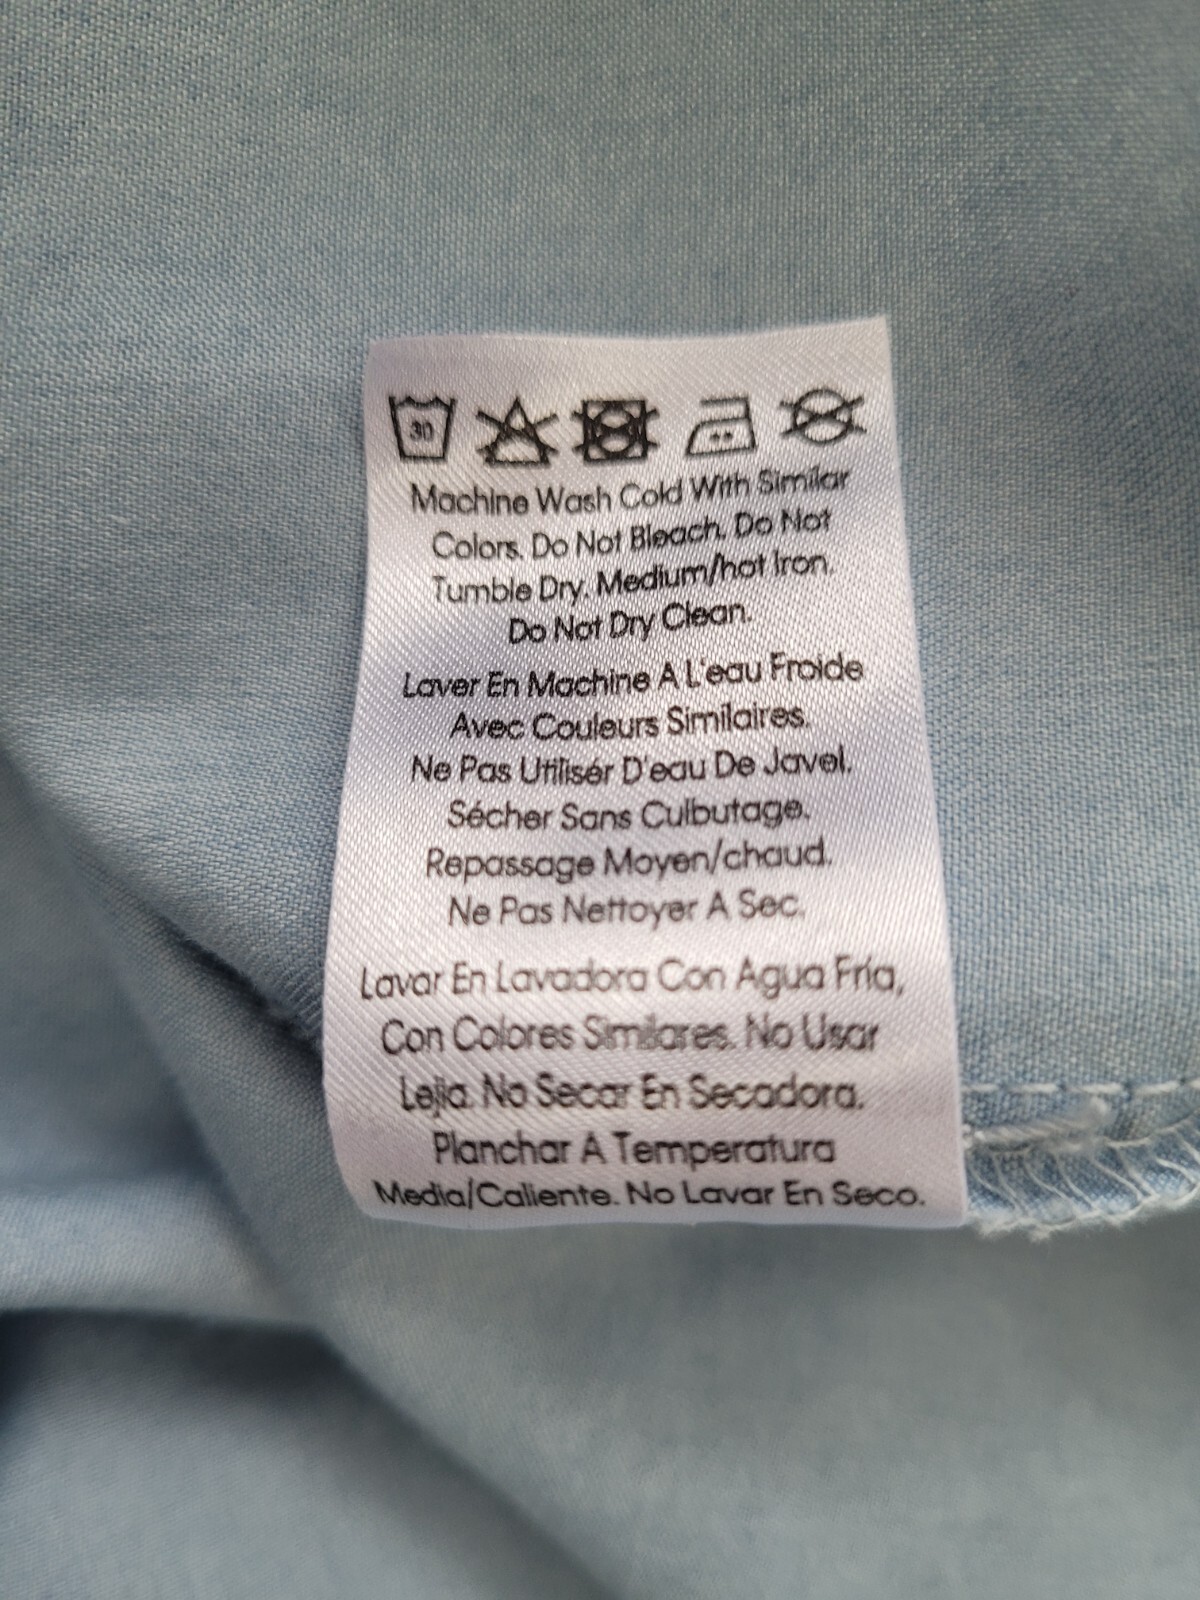 30
Machine Wash Cold With Similar
Colors. Do Not Bleach. Do Not
Tumble Dry. Medium/hot Iron.
Do Not Dry Clean.
Laver En Machine A L'eau Froide
Avec Couleurs Similaires.
Ne Pas Utilisér D'eau De Javel.
Sécher Sans Culbutage.
Repassage Moyen/chaud.
Ne Pas Nettoyer A Sec.
Lavar En Lavadora Con Agua Fría,
Con Colores Similares. No Usar
Lejia. No Secar En Secadora.
Planchar A Temperatura
Media/Caliente. No Lavar En Seco.